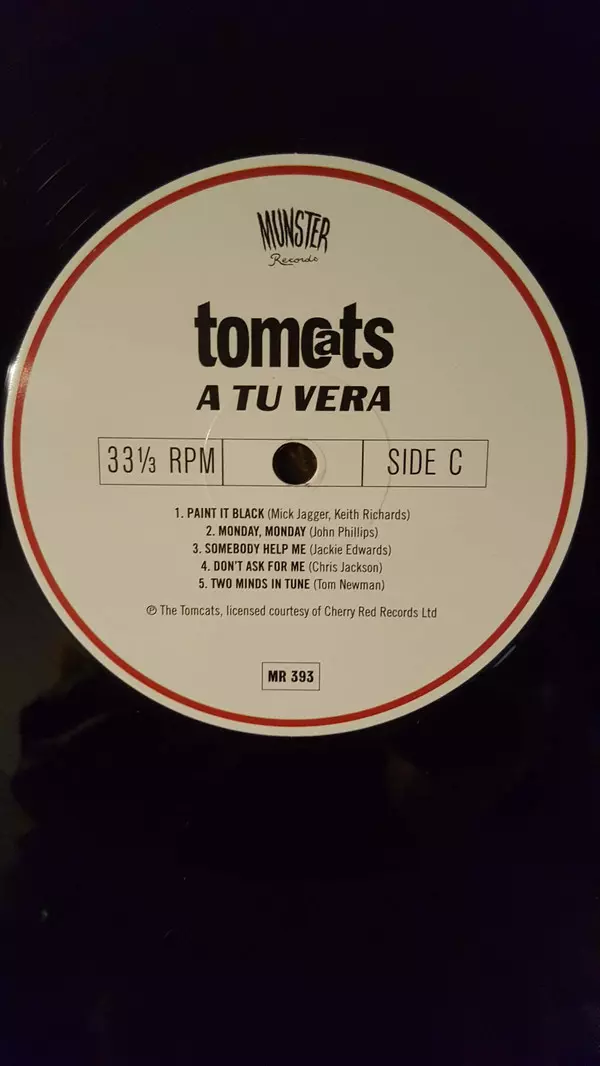 MUNSTER
Records
tomcats
A TU VERA
33 1/3 RPM
SIDE C
1. PAINT IT BLACK (Mick Jagger, Keith Richards)
2. MONDAY, MONDAY (John Phillips)
3. SOMEBODY HELP ME (Jackie Edwards)
4. DON'T ASK FOR ME (Chris Jackson)
5. TWO MINDS IN TUNE (Tom Newman)
℗ The Tomcats, licensed courtesy of Cherry Red Records Ltd
MR 393